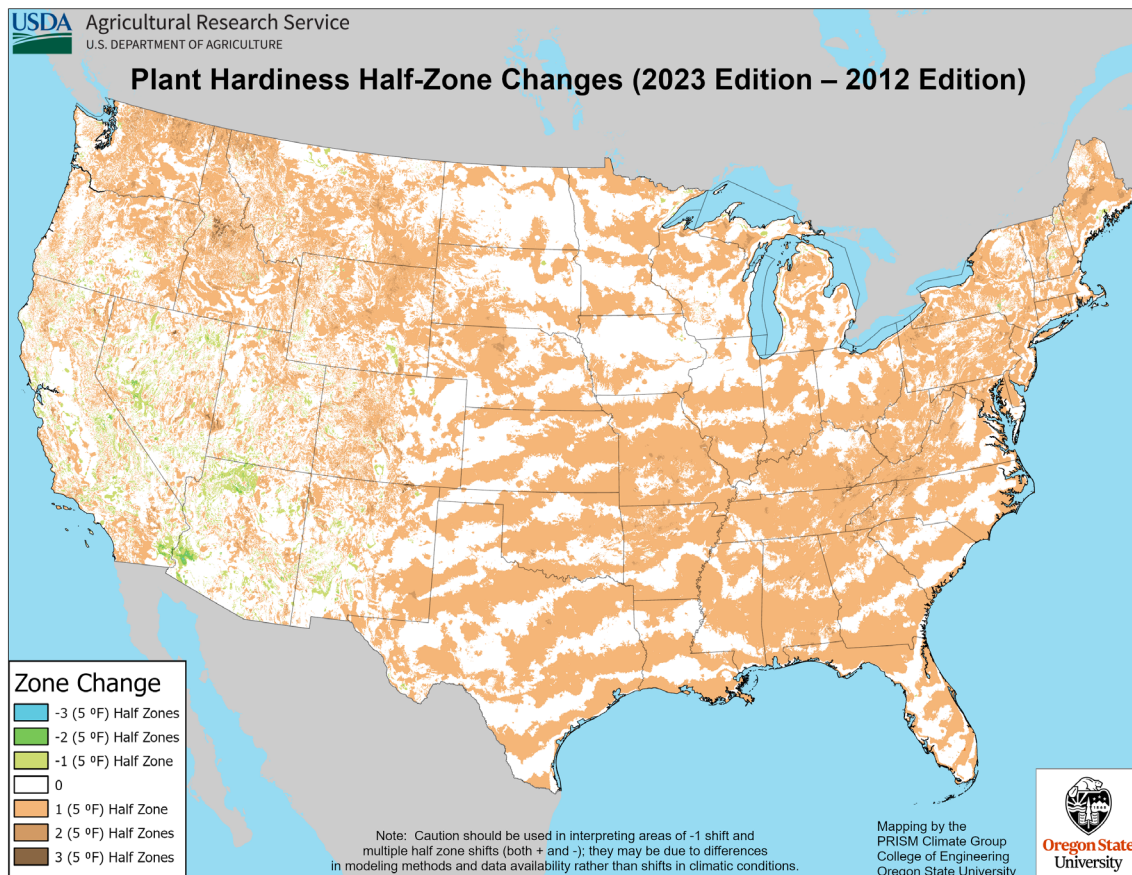 USDA
Agricultural Research Service
U.S. DEPARTMENT OF AGRICULTURE
Plant Hardiness Half-Zone Changes (2023 Edition – 2012 Edition)
Zone Change
-3 (5 ºF) Half Zones
-2 (5 ºF) Half Zones
-1 (5 ºF) Half Zone
0
1 (5 ºF) Half Zone
2 (5 ºF) Half Zones
3 (5 ºF) Half Zones
Note: Caution should be used in interpreting areas of -1 shift and
multiple half zone shifts (both + and -); they may be due to differences
in modeling methods and data availability rather than shifts in climatic conditions.
Mapping by the
PRISM Climate Group
College of Engineering
Oregon State University
Oregon State
University